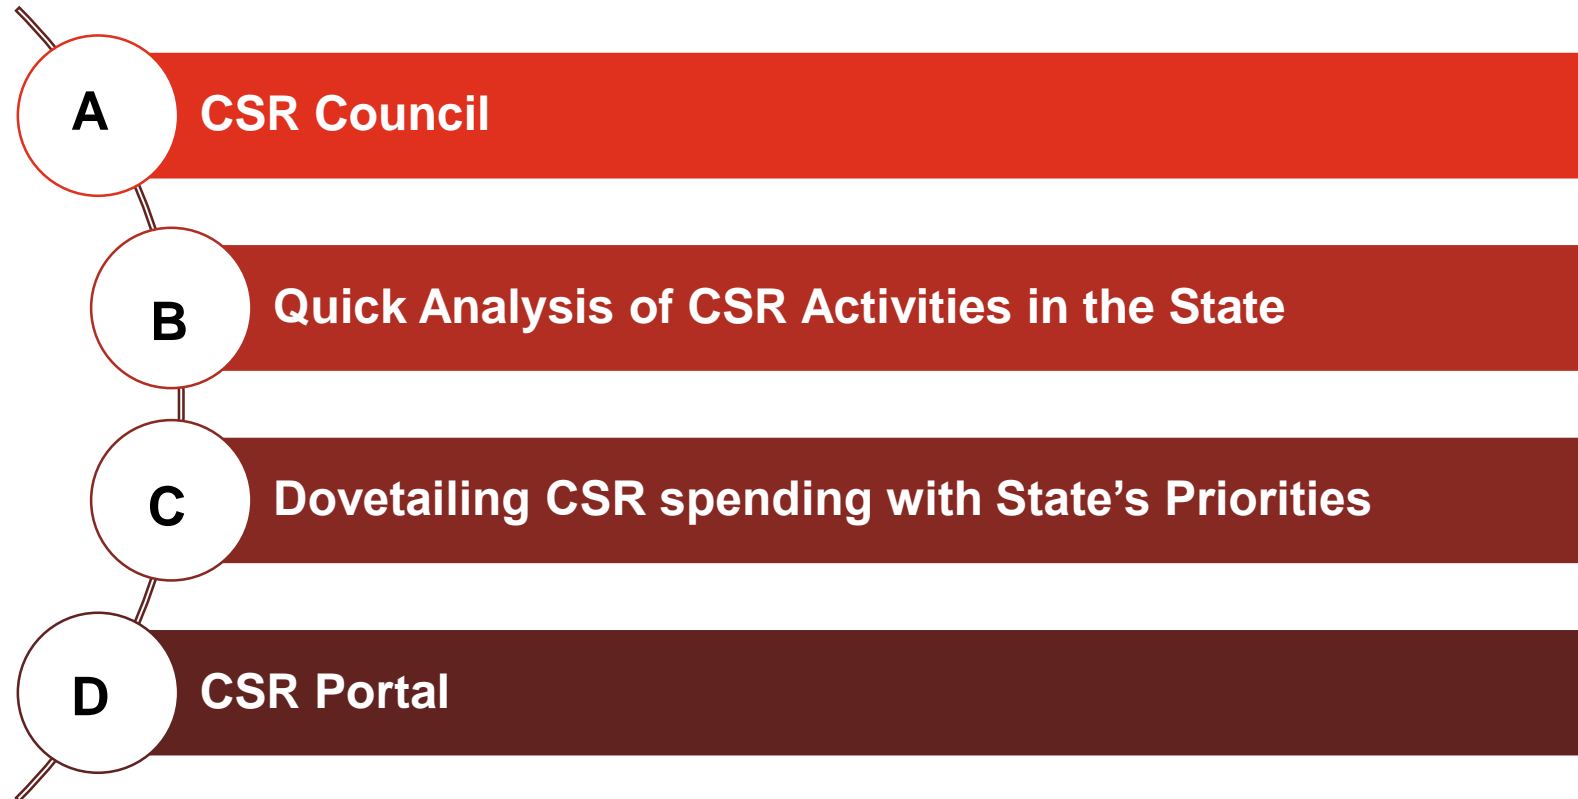 A
CSR Council
B
Quick Analysis of CSR Activities in the State
C
Dovetailing CSR spending with State’s Priorities
D
CSR Portal